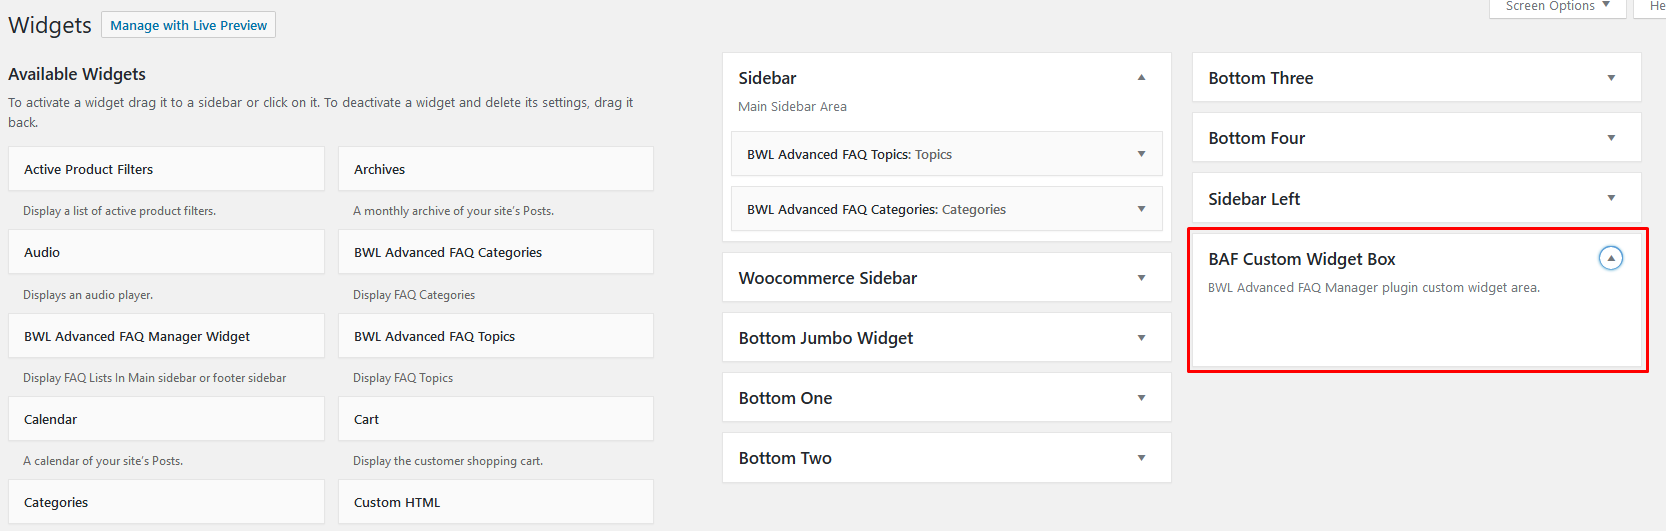 Widgets
Manage with Live Preview
Screen Options
He
Available Widgets
To activate a widget drag it to a sidebar or click on it. To deactivate a widget and delete its settings, drag it
back.
Active Product Filters
Archives
Display a list of active product filters.
A monthly archive of your site's Posts.
Audio
BWL Advanced FAQ Categories
Displays an audio player.
Display FAQ Categories
BWL Advanced FAQ Manager Widget
BWL Advanced FAQ Topics
Display FAQ Lists In Main sidebar or footer sidebar
Display FAQ Topics
Calendar
Cart
A calendar of your site's Posts.
Display the customer shopping cart.
Categories
Custom HTML
Sidebar
Main Sidebar Area
BWL Advanced FAQ Topics: Topics
BWL Advanced FAQ Categories: Categories
Woocommerce Sidebar
Bottom Jumbo Widget
Bottom One
Bottom Two
Bottom Three
Bottom Four
Sidebar Left
BAF Custom Widget Box
BWL Advanced FAQ Manager plugin custom widget area.